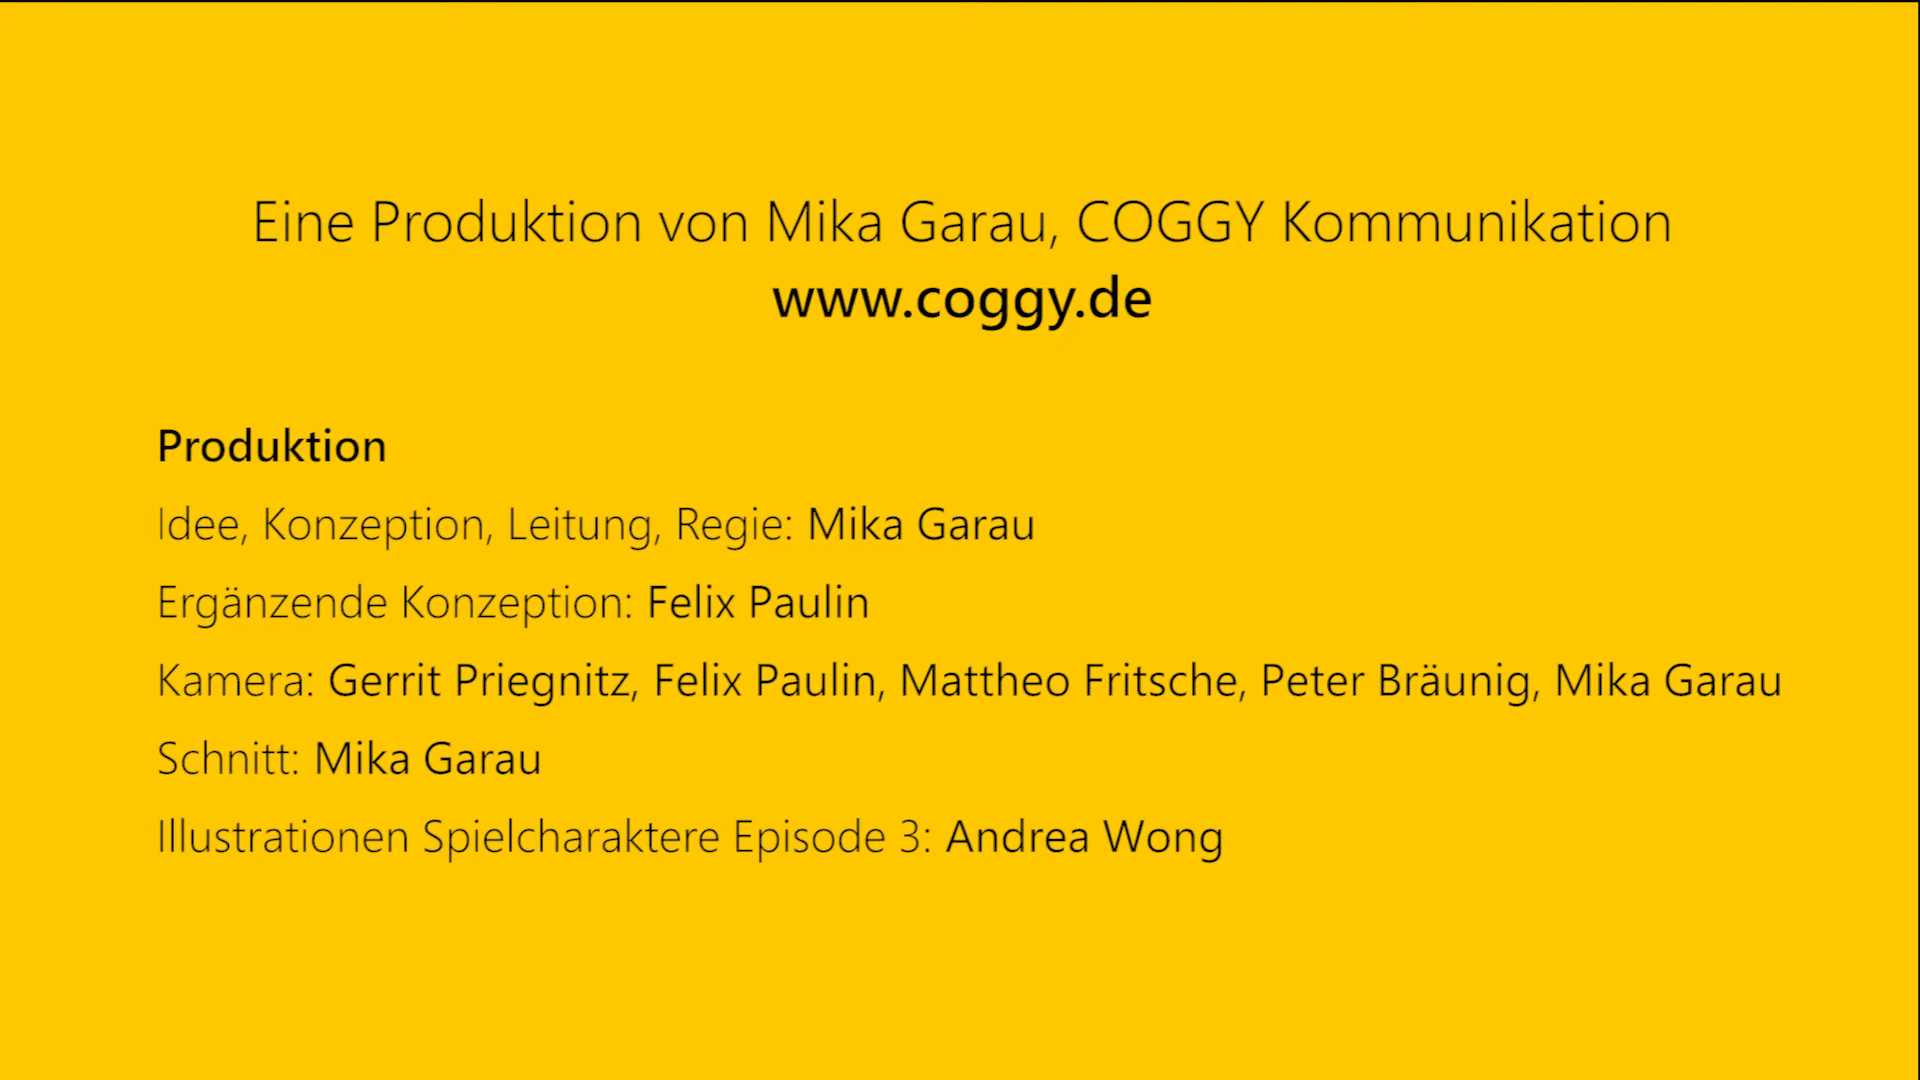 Eine Produktion von Mika Garau, COGGY Kommunikation
www.coggy.de
Produktion
Idee, Konzeption, Leitung, Regie: Mika Garau
Ergänzende Konzeption: Felix Paulin
Kamera: Gerrit Priegnitz, Felix Paulin, Mattheo Fritsche, Peter Bräunig, Mika Garau
Schnitt: Mika Garau
Illustrationen Spielcharaktere Episode 3: Andrea Wong